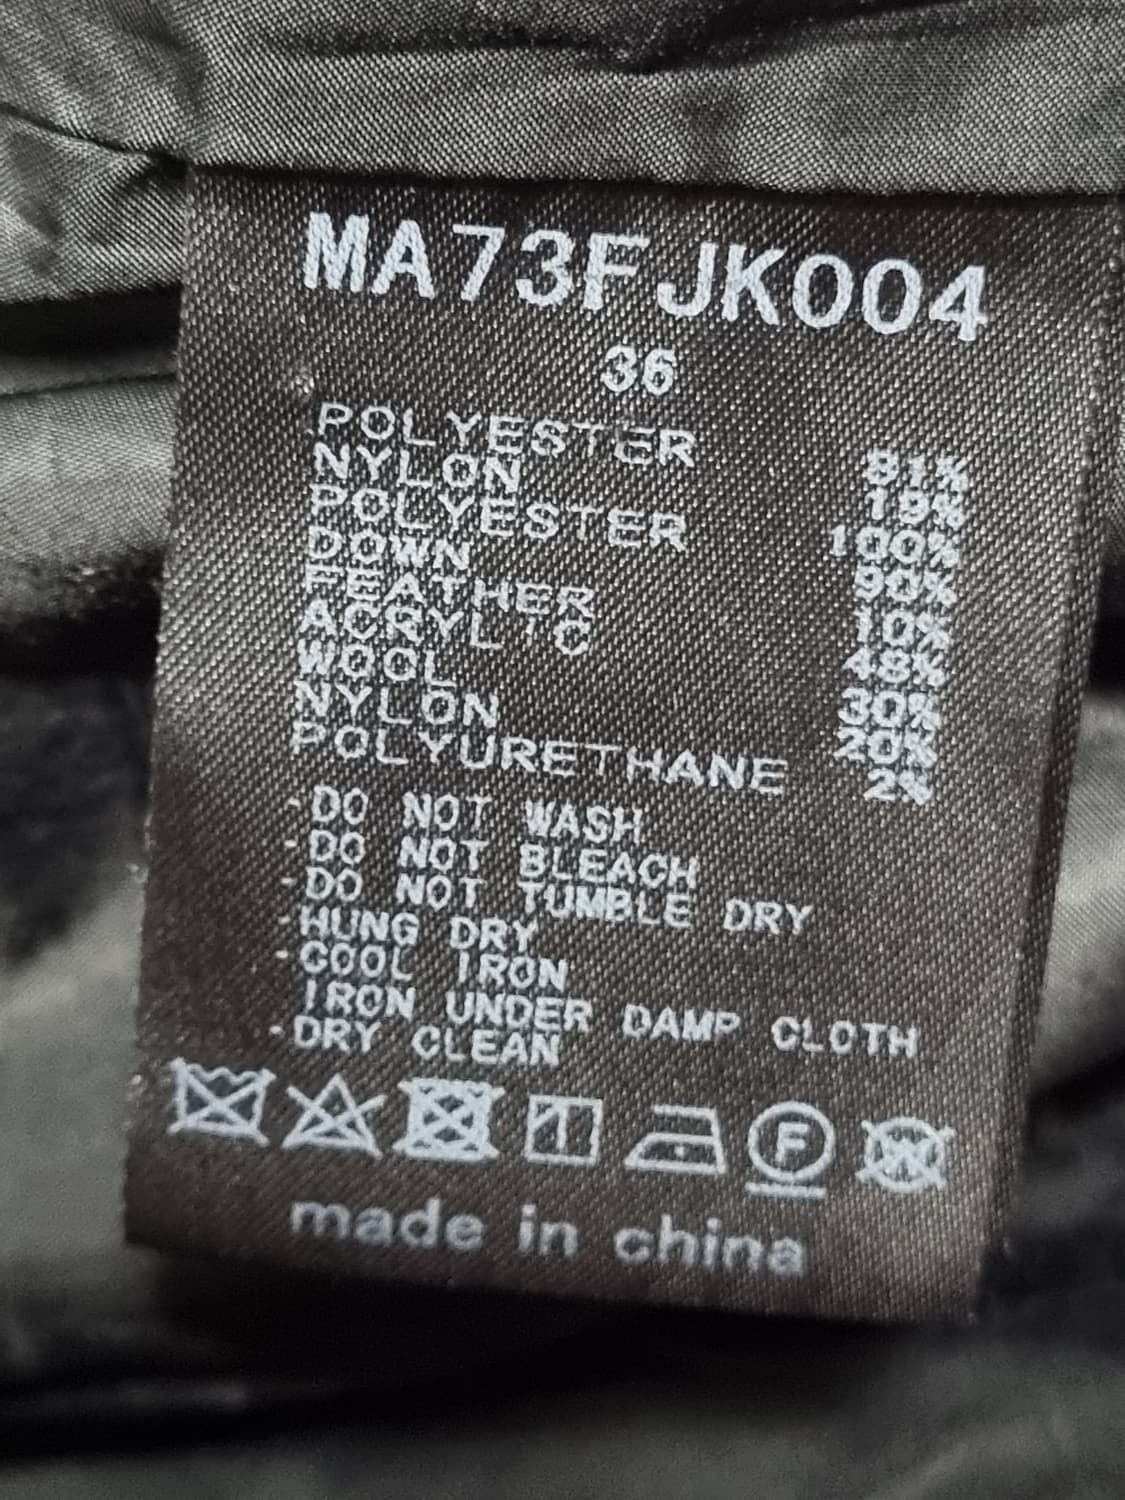 MA73FJK004
36
POLYESTER 81%
NYLON 19%
POLYESTER 100%
DOWN 90%
FEATHER 10%
ACRYLIC 48%
WOOL 30%
NYLON 20%
POLYURETHANE 2%
-DO NOT WASH
-DO NOT BLEACH
-DO NOT TUMBLE DRY
-HUNG DRY
-COOL IRON
IRON UNDER DAMP CLOTH
-DRY CLEAN
F W
made in china